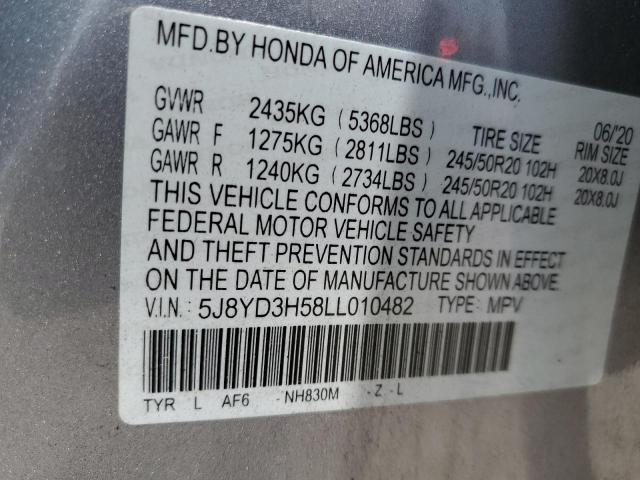 MFD.BY HONDA OF AMERICA MFG.,INC.
06/'20
GVWR 2435KG (5368LBS) TIRE SIZE RIM SIZE
GAWR F 1275KG (2811LBS) 245/50R20 102H 20X8.0J
GAWR R 1240KG (2734LBS) 245/50R20 102H 20X8.0J
THIS VEHICLE CONFORMS TO ALL APPLICABLE
FEDERAL MOTOR VEHICLE SAFETY
AND THEFT PREVENTION STANDARDS IN EFFECT
ON THE DATE OF MANUFACTURE SHOWN ABOVE.
V.I.N.: 5J8YD3H58LL010482 TYPE: MPV
TYR L AF6 -NH830M -Z-L